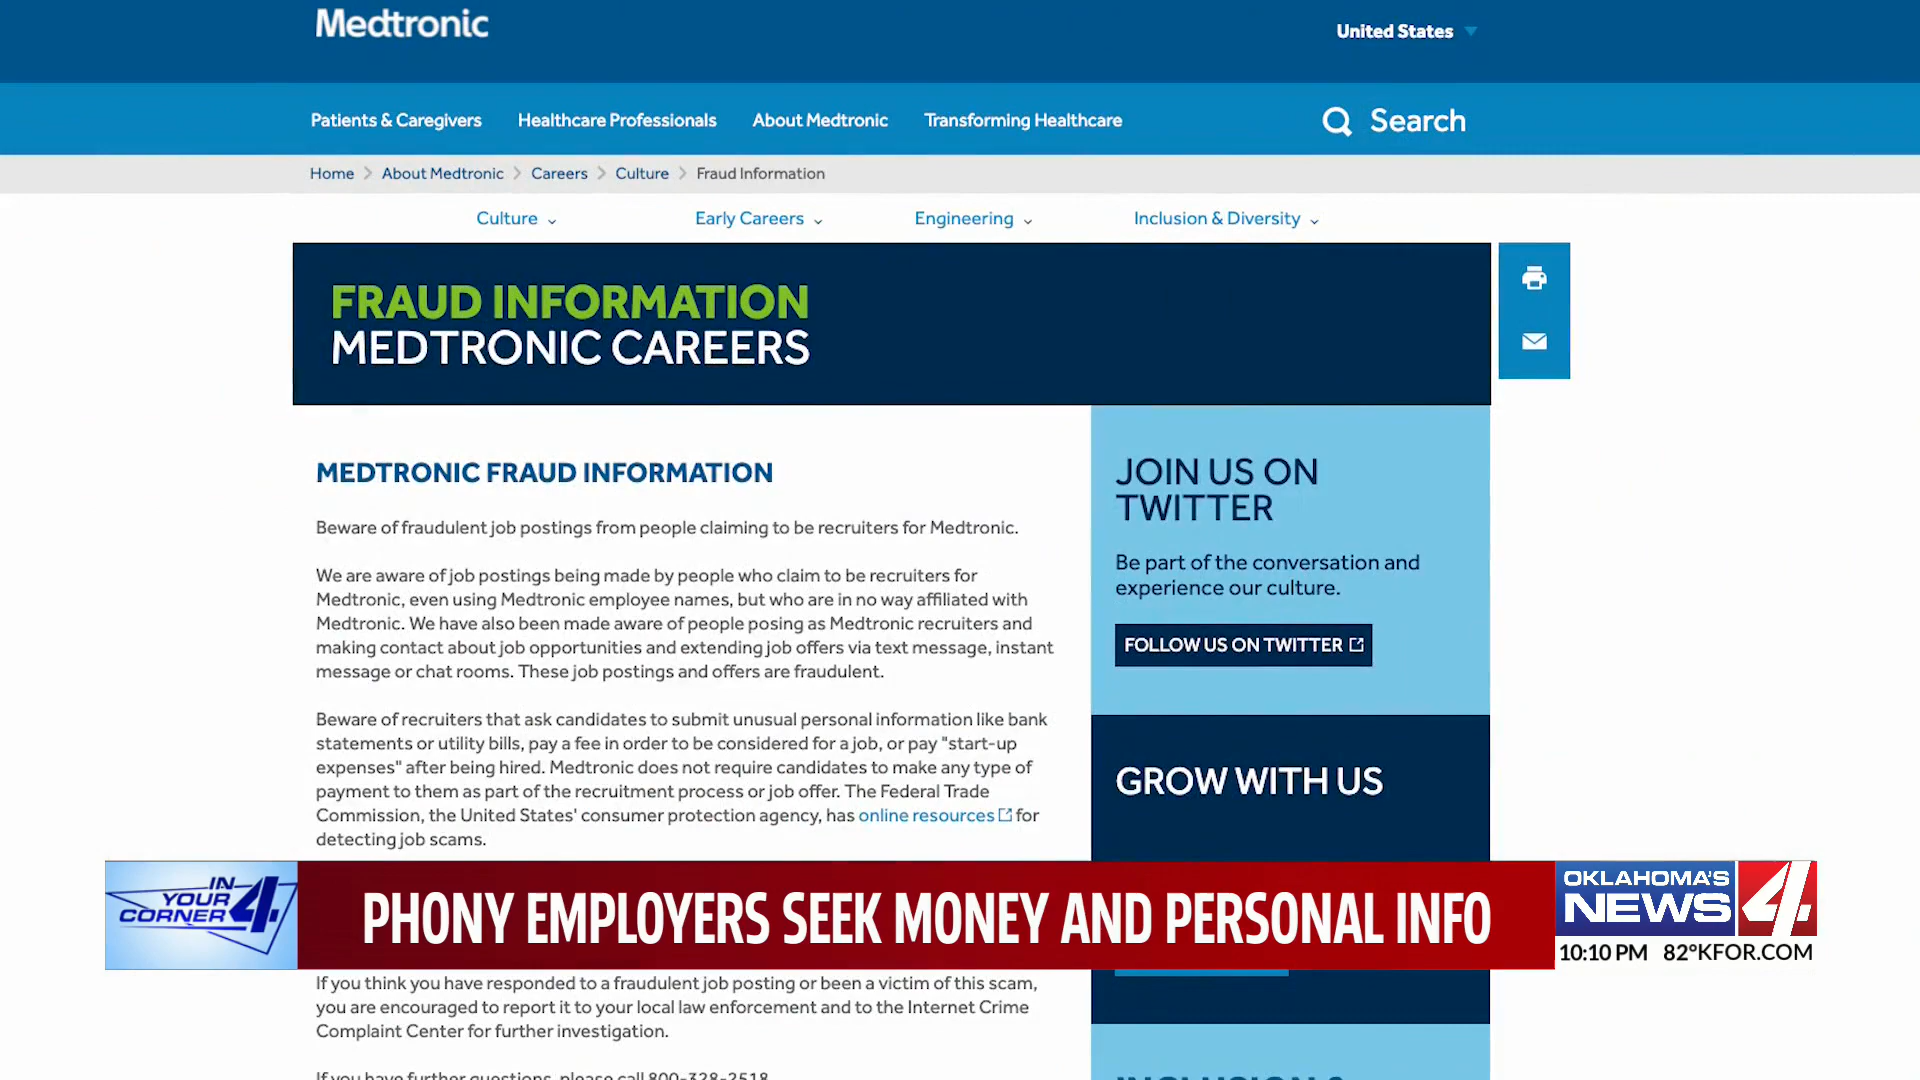 Medtronic
United States
Patients & Caregivers Healthcare Professionals About Medtronic Transforming Healthcare Search
Home > About Medtronic > Careers > Culture > Fraud Information
Culture Early Careers Engineering Inclusion & Diversity
FRAUD INFORMATION
MEDTRONIC CAREERS
MEDTRONIC FRAUD INFORMATION
Beware of fraudulent job postings from people claiming to be recruiters for Medtronic.
We are aware of job postings being made by people who claim to be recruiters for
Medtronic, even using Medtronic employee names, but who are in no way affiliated with
Medtronic. We have also been made aware of people posing as Medtronic recruiters and
making contact about job opportunities and extending job offers via text message, instant
message or chat rooms. These job postings and offers are fraudulent.
Beware of recruiters that ask candidates to submit unusual personal information like bank
statements or utility bills, pay a fee in order to be considered for a job, or pay "start-up
expenses" after being hired. Medtronic does not require candidates to make any type of
payment to them as part of the recruitment process or job offer. The Federal Trade
Commission, the United States' consumer protection agency, has online resources for
detecting job scams.
JOIN US ON
TWITTER
Be part of the conversation and
experience our culture.
FOLLOW US ON TWITTER
GROW WITH US
IN
YOUR
CORNER 4
PHONY EMPLOYERS SEEK MONEY AND PERSONAL INFO
OKLAHOMA'S
NEWS 4
10:10 PM 82° KFOR.COM
If you think you have responded to a fraudulent job posting or been a victim of this scam,
you are encouraged to report it to your local law enforcement and to the Internet Crime
Complaint Center for further investigation.
If you have further questions, please call 800-328-2518
INCLUSION &